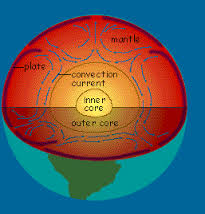 mantle
plate
convection
current
inner
core
outer core